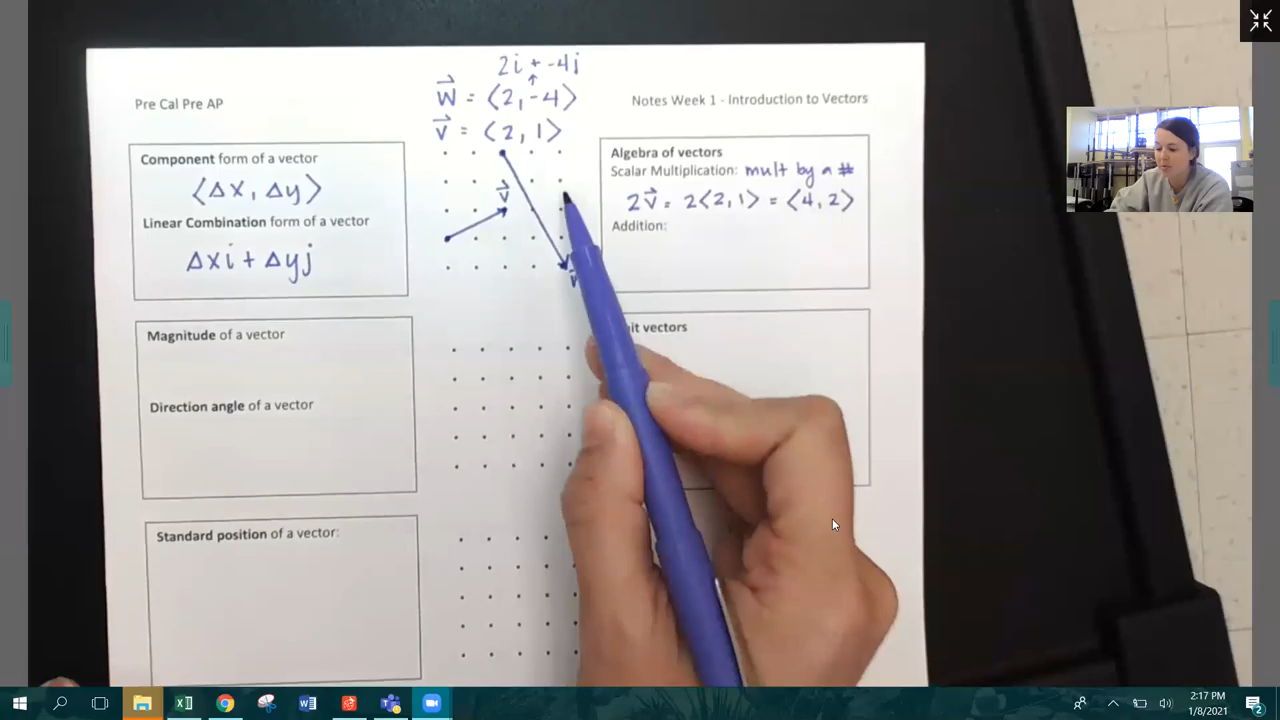 Pre Cal Pre AP
Notes Week 1 - Introduction to Vectors
2i + -4j
↑
w⃗ = ⟨2, -4⟩
v⃗ = ⟨2, 1⟩
v⃗
Component form of a vector
⟨Δx, Δy⟩
Linear Combination form of a vector
Δxi + Δyj
Algebra of vectors
Scalar Multiplication: mult by a #
2v⃗ = 2⟨2, 1⟩ = ⟨4, 2⟩
Addition:
Magnitude of a vector
Direction angle of a vector
vectors
Standard position of a vector:
2:17 PM
1/8/2021
2